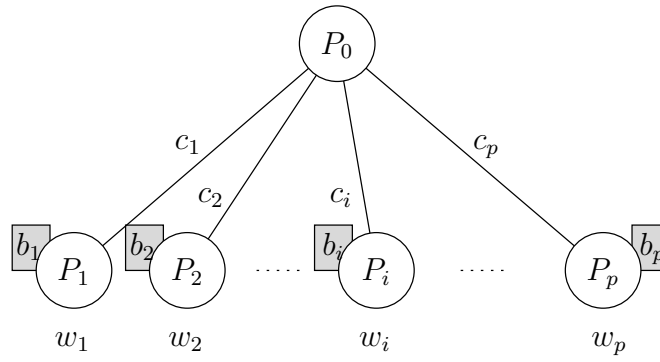 P₀
c₁ c₂ cᵢ cₚ
b₁ P₁ b₂ P₂ ..... bᵢ Pᵢ ..... Pₚ bₚ
w₁ w₂ wᵢ wₚ